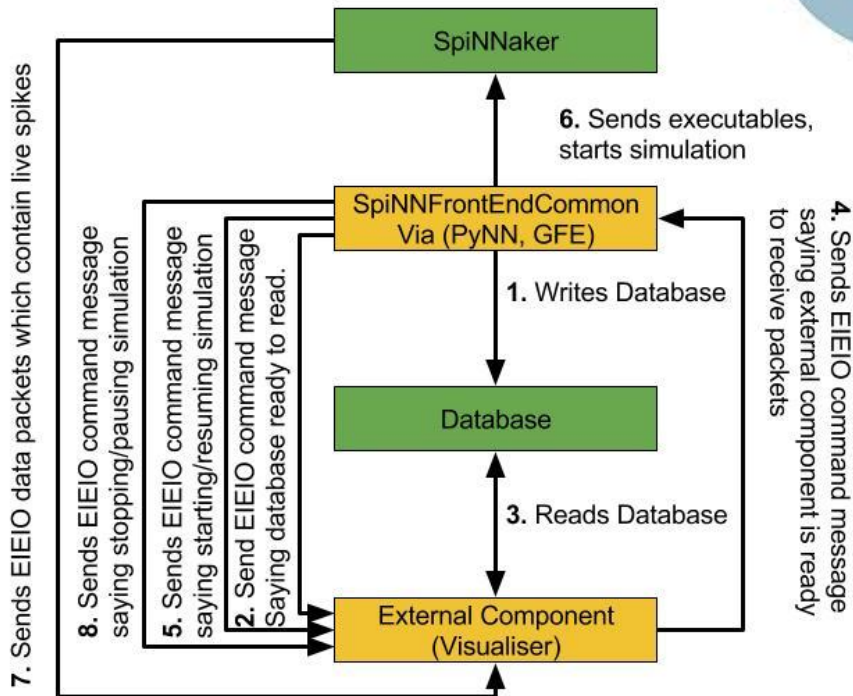 SpiNNaker
6. Sends executables,
starts simulation
SpiNNFrontEndCommon
Via (PyNN, GFE)
1. Writes Database
Database
3. Reads Database
External Component
(Visualiser)
7. Sends EIEIO data packets which contain live spikes
8. Sends EIEIO command message
saying stopping/pausing simulation
5. Sends EIEIO command message
saying starting/resuming simulation
2. Send EIEIO command message
Saying database ready to read.
4. Sends EIEIO command message
saying external component is ready
to receive packets